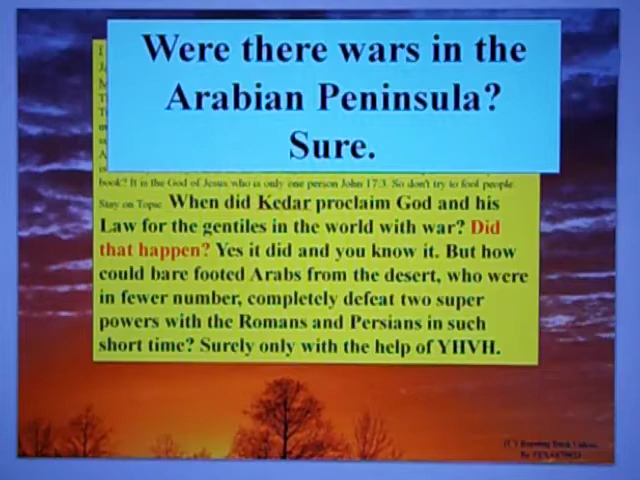 Were there wars in the
Arabian Peninsula?
Sure.
book? It is the God of Jesus who is only one person John 17:3. So don't try to fool people.
Stay on Topic. When did Kedar proclaim God and his
Law for the gentiles in the world with war? Did
that happen? Yes it did and you know it. But how
could bare footed Arabs from the desert, who were
in fewer number, completely defeat two super
powers with the Romans and Persians in such
short time? Surely only with the help of YHVH.